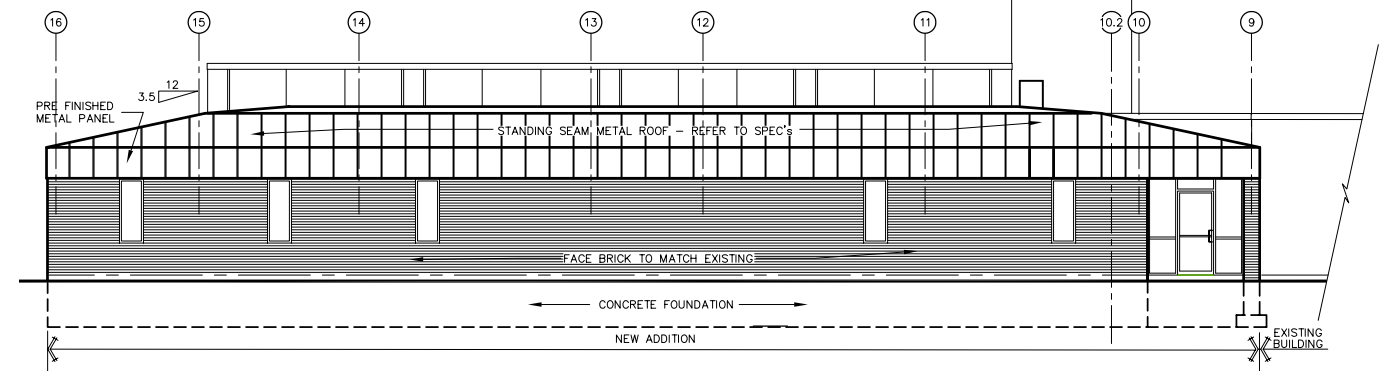 16 15 14 13 12 11 10.2 10 9
12
3.5
PRE FINISHED
METAL PANEL
STANDING SEAM METAL ROOF - REFER TO SPEC's
FACE BRICK TO MATCH EXISTING
CONCRETE FOUNDATION
NEW ADDITION
EXISTING
BUILDING